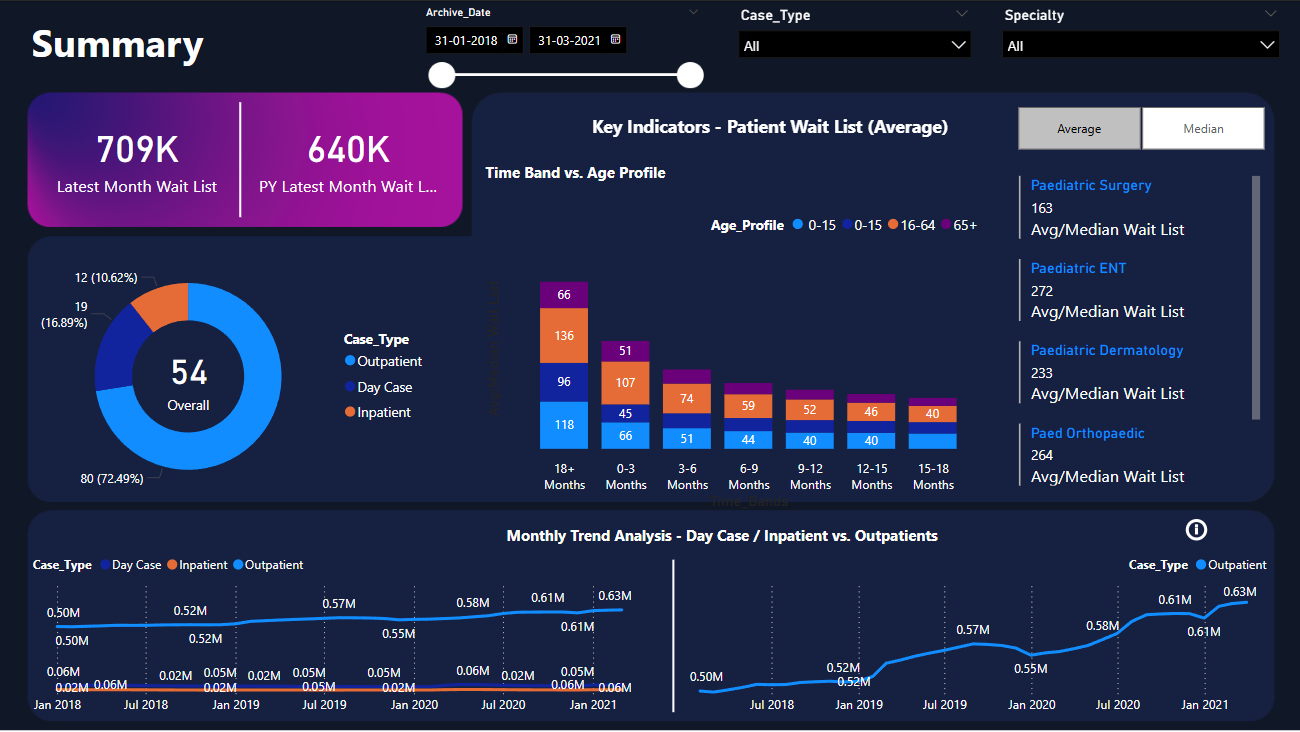 Summary
Archive_Date
31-01-2018
31-03-2021
Case_Type
All
Specialty
All
709K
Latest Month Wait List
640K
PY Latest Month Wait L...
Key Indicators - Patient Wait List (Average)
Average
Median
Time Band vs. Age Profile
Age_Profile
0-15
0-15
16-64
65+
66
136
96
118
51
107
45
66
74
51
59
44
52
40
46
40
40
18+
Months
0-3
Months
3-6
Months
6-9
Months
9-12
Months
12-15
Months
15-18
Months
Time_Bands
Paediatric Surgery
163
Avg/Median Wait List
Paediatric ENT
272
Avg/Median Wait List
Paediatric Dermatology
233
Avg/Median Wait List
Paed Orthopaedic
264
Avg/Median Wait List
12 (10.62%)
19
(16.89%)
54
Overall
80 (72.49%)
Case_Type
Outpatient
Day Case
Inpatient
Monthly Trend Analysis - Day Case / Inpatient vs. Outpatients
Case_Type
Day Case
Inpatient
Outpatient
0.50M
0.50M
0.52M
0.52M
0.57M
0.55M
0.58M
0.61M
0.61M
0.63M
0.06M
0.02M
0.06M
0.02M
0.05M
0.02M
0.02M
0.05M
0.05M
0.05M
0.02M
0.06M
0.02M
0.05M
0.06M
0.06M
Jan 2018
Jul 2018
Jan 2019
Jul 2019
Jan 2020
Jul 2020
Jan 2021
Case_Type
Outpatient
0.50M
0.52M
0.52M
0.57M
0.55M
0.58M
0.61M
0.61M
0.63M
Jul 2018
Jan 2019
Jul 2019
Jan 2020
Jul 2020
Jan 2021